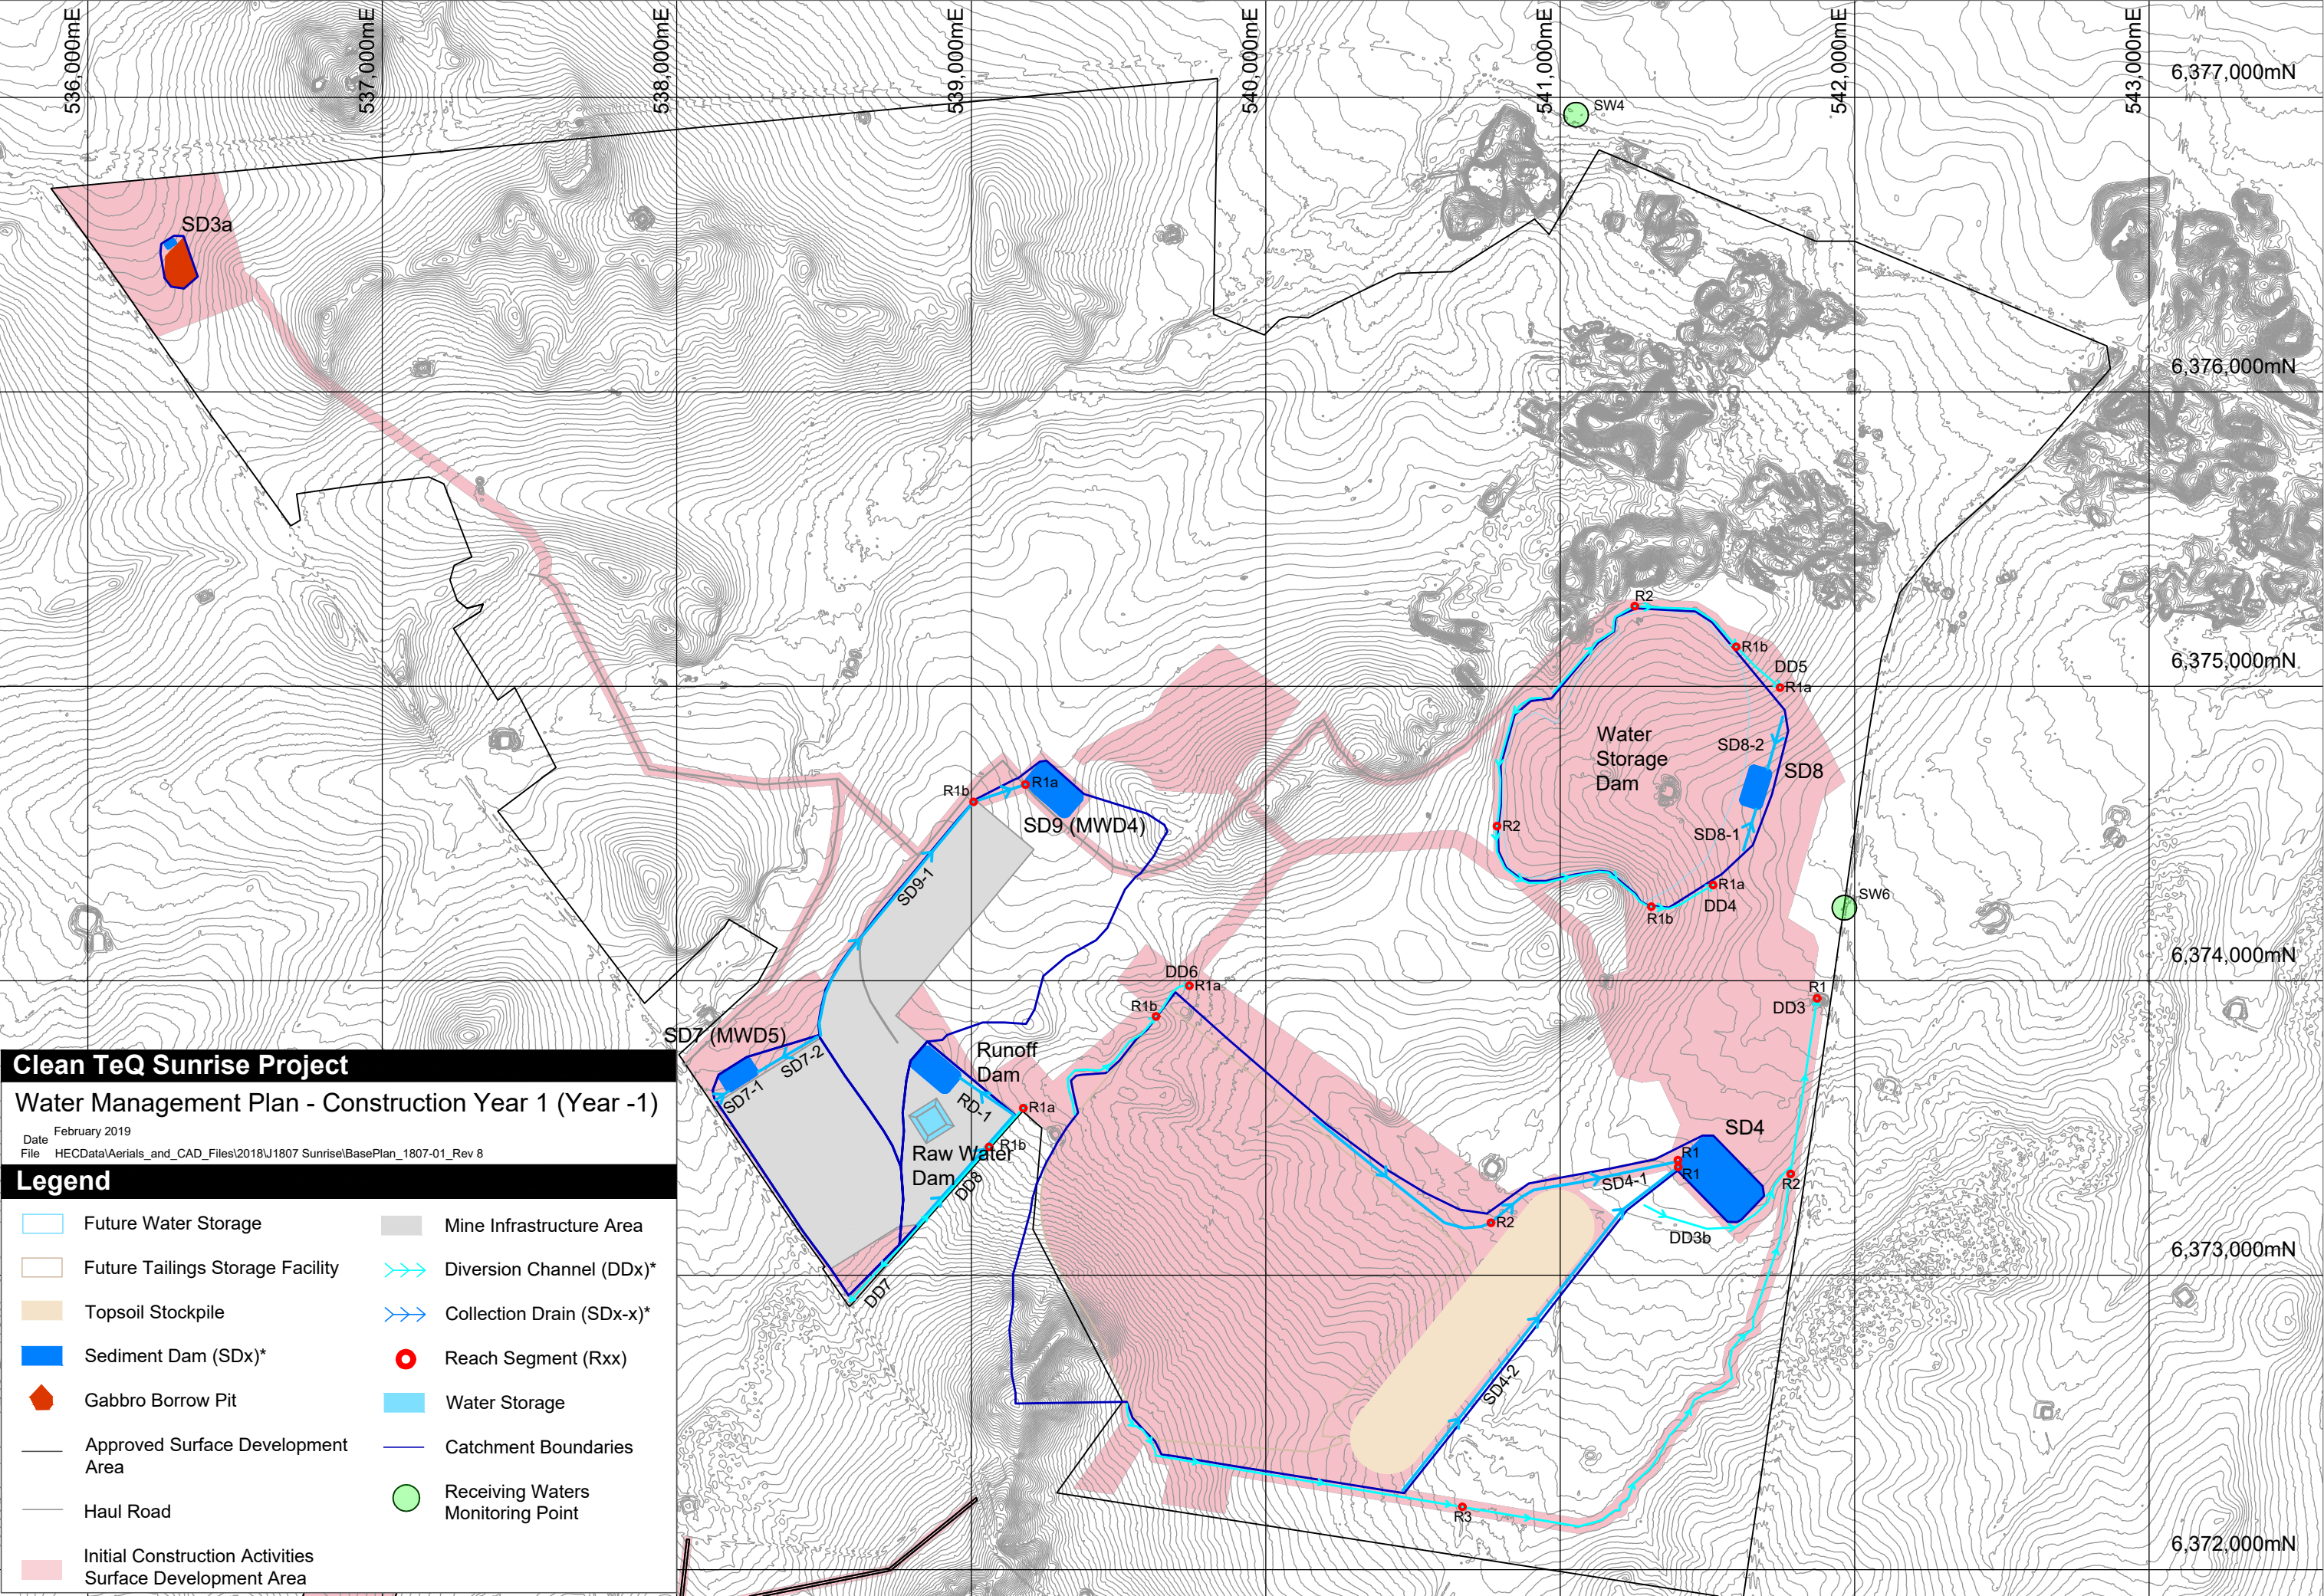 536,000mE
537,000mE
538,000mE
539,000mE
540,000mE
541,000mE
542,000mE
543,000mE
6,377,000mN
SW4
SD3a
6,376,000mN
R2
R1b
DD5
R1a
6,375,000mN
Water
Storage
Dam
SD8-2
SD8
R1b
R1a
SD9 (MWD4)
R2
SD8-1
SD9-1
R1a
DD4
R1b
SW6
6,374,000mN
DD6
R1a
R1b
R1
DD3
SD7 (MWD5)
SD7-2
SD7-1
Runoff
Dam
RD-1
R1a
R1b
Raw Water
Dam
DD8
DD7
SD4
R1
R1
SD4-1
R2
R2
DD3b
6,373,000mN
SD4-2
R3
6,372,000mN
Clean TeQ Sunrise Project
Water Management Plan - Construction Year 1 (Year -1)
Date February 2019
File HECData\Aerials_and_CAD_Files\2018\J1807 Sunrise\BasePlan_1807-01_Rev 8
Legend
Future Water Storage
Future Tailings Storage Facility
Topsoil Stockpile
Sediment Dam (SDx)*
Gabbro Borrow Pit
Approved Surface Development
Area
Haul Road
Initial Construction Activities
Surface Development Area
Mine Infrastructure Area
Diversion Channel (DDx)*
Collection Drain (SDx-x)*
Reach Segment (Rxx)
Water Storage
Catchment Boundaries
Receiving Waters
Monitoring Point